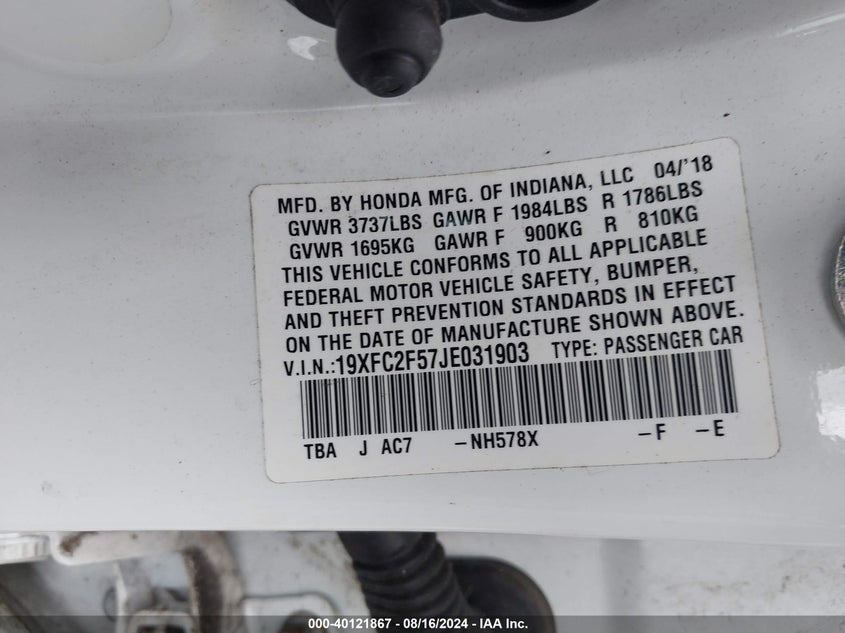 MFD. BY HONDA MFG. OF INDIANA, LLC 04/'18
GVWR 3737LBS GAWR F 1984LBS R 1786LBS
GVWR 1695KG GAWR F 900KG R 810KG
THIS VEHICLE CONFORMS TO ALL APPLICABLE
FEDERAL MOTOR VEHICLE SAFETY, BUMPER,
AND THEFT PREVENTION STANDARDS IN EFFECT
ON THE DATE OF MANUFACTURE SHOWN ABOVE.
V.I.N.:19XFC2F57JE031903 TYPE: PASSENGER CAR
TBA J AC7 –NH578X –F –E
000-40121867 - 08/16/2024 - IAA Inc.